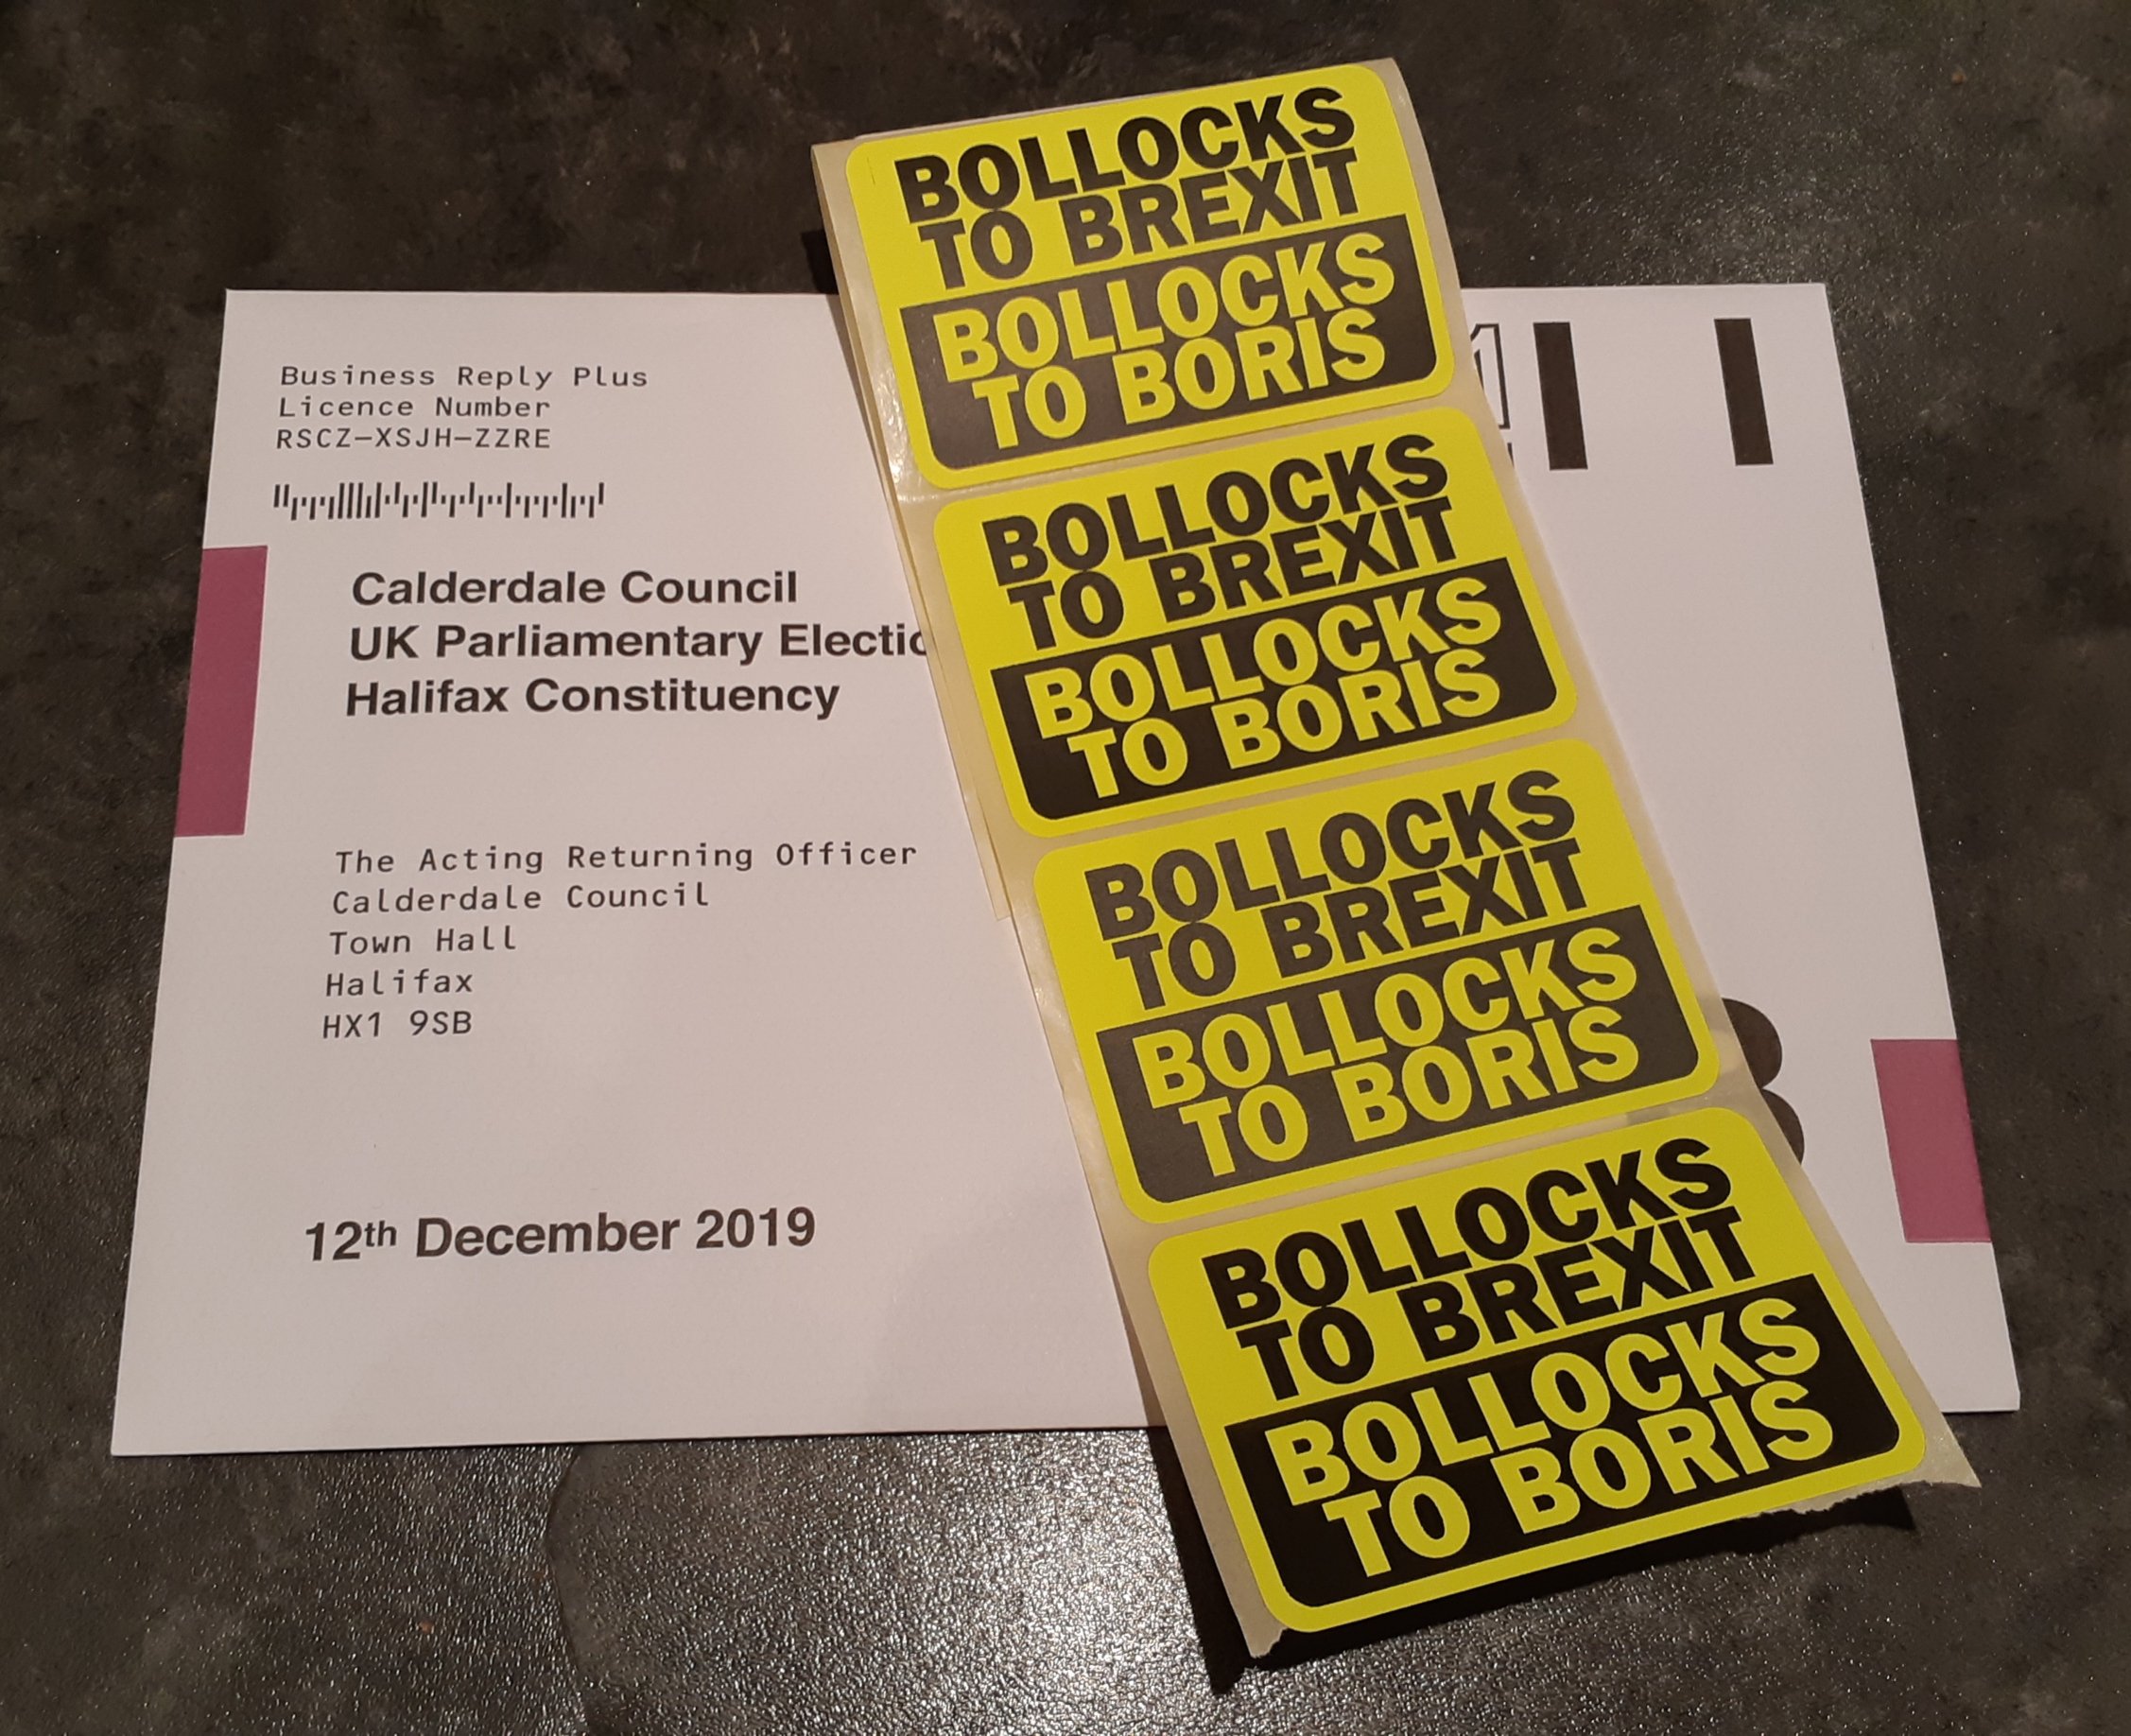 Business Reply Plus
Licence Number
RSCZ–XSJH–ZZRE
Calderdale Council
UK Parliamentary Electio
Halifax Constituency
The Acting Returning Officer
Calderdale Council
Town Hall
Halifax
HX1 9SB
12th December 2019
1
BOLLOCKS
TO BREXIT
BOLLOCKS
TO BORIS
BOLLOCKS
TO BREXIT
BOLLOCKS
TO BORIS
BOLLOCKS
TO BREXIT
BOLLOCKS
TO BORIS
BOLLOCKS
TO BREXIT
BOLLOCKS
TO BORIS